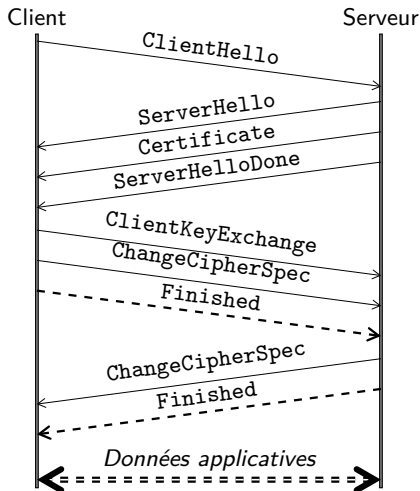 Client Serveur
ClientHello
ServerHello
Certificate
ServerHelloDone
ClientKeyExchange
ChangeCipherSpec
Finished
ChangeCipherSpec
Finished
Données applicatives